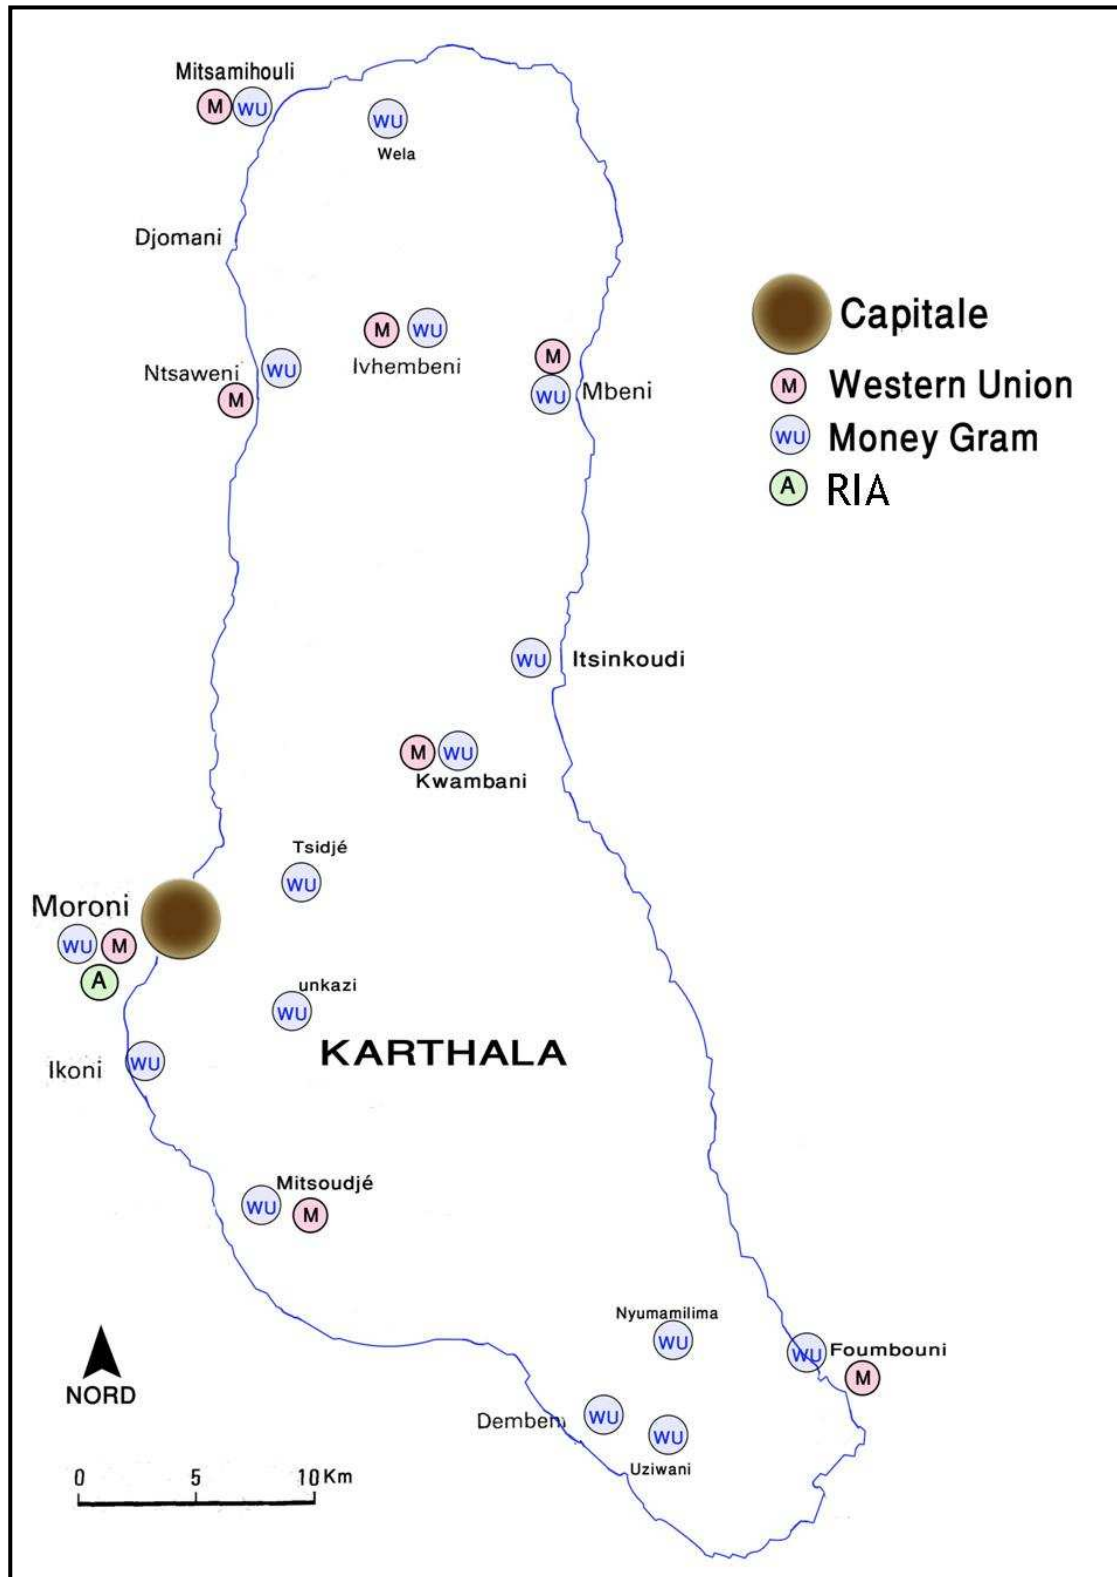 Mitsamihouli
M WU
WU
Wela
Djomani
M WU
Ivhembeni
Ntsaweni WU
M
M
WU Mbeni
Capitale
M Western Union
WU Money Gram
A RIA
WU Itsinkoudi
M WU
Kwambani
Tsidjé
WU
Moroni
WU M
A
unkazi
WU
KARTHALA
Ikoni WU
Mitsoudjé
WU M
Nyumamilima
WU
WU Foumbouni
M
Dembeni WU
WU
Uziwani
NORD
0 5 10 Km